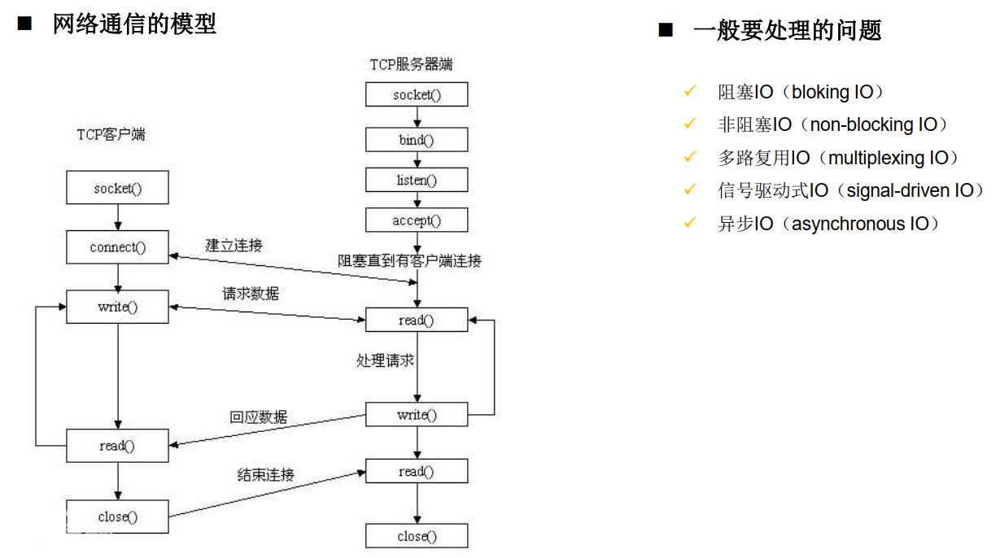 网络通信的模型
TCP服务器端
socket()
bind()
TCP客户端
listen()
socket()
accept()
connect()
建立连接
阻塞直到有客户端连接
请求数据
write()
read()
处理请求
write()
回应数据
read()
结束连接
read()
close()
close()
一般要处理的问题
阻塞IO（bloking IO）
非阻塞IO（non-blocking IO）
多路复用IO（multiplexing IO）
信号驱动式IO（signal-driven IO）
异步IO（asynchronous IO）